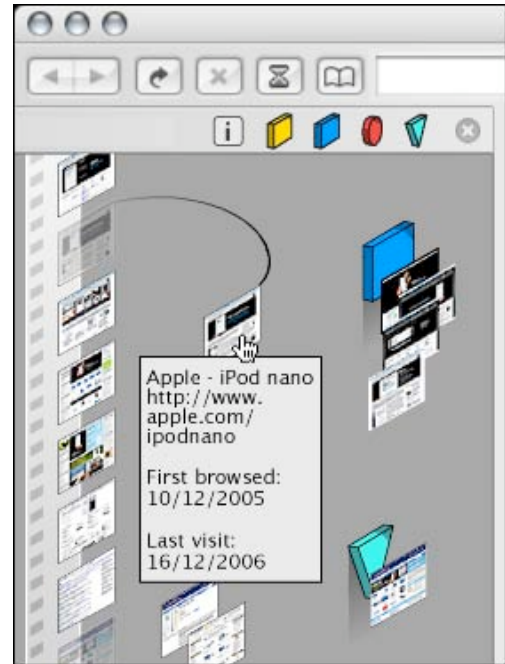 i
Apple - iPod nano
http://www.
apple.com/
ipodnano
First browsed:
10/12/2005
Last visit:
16/12/2006